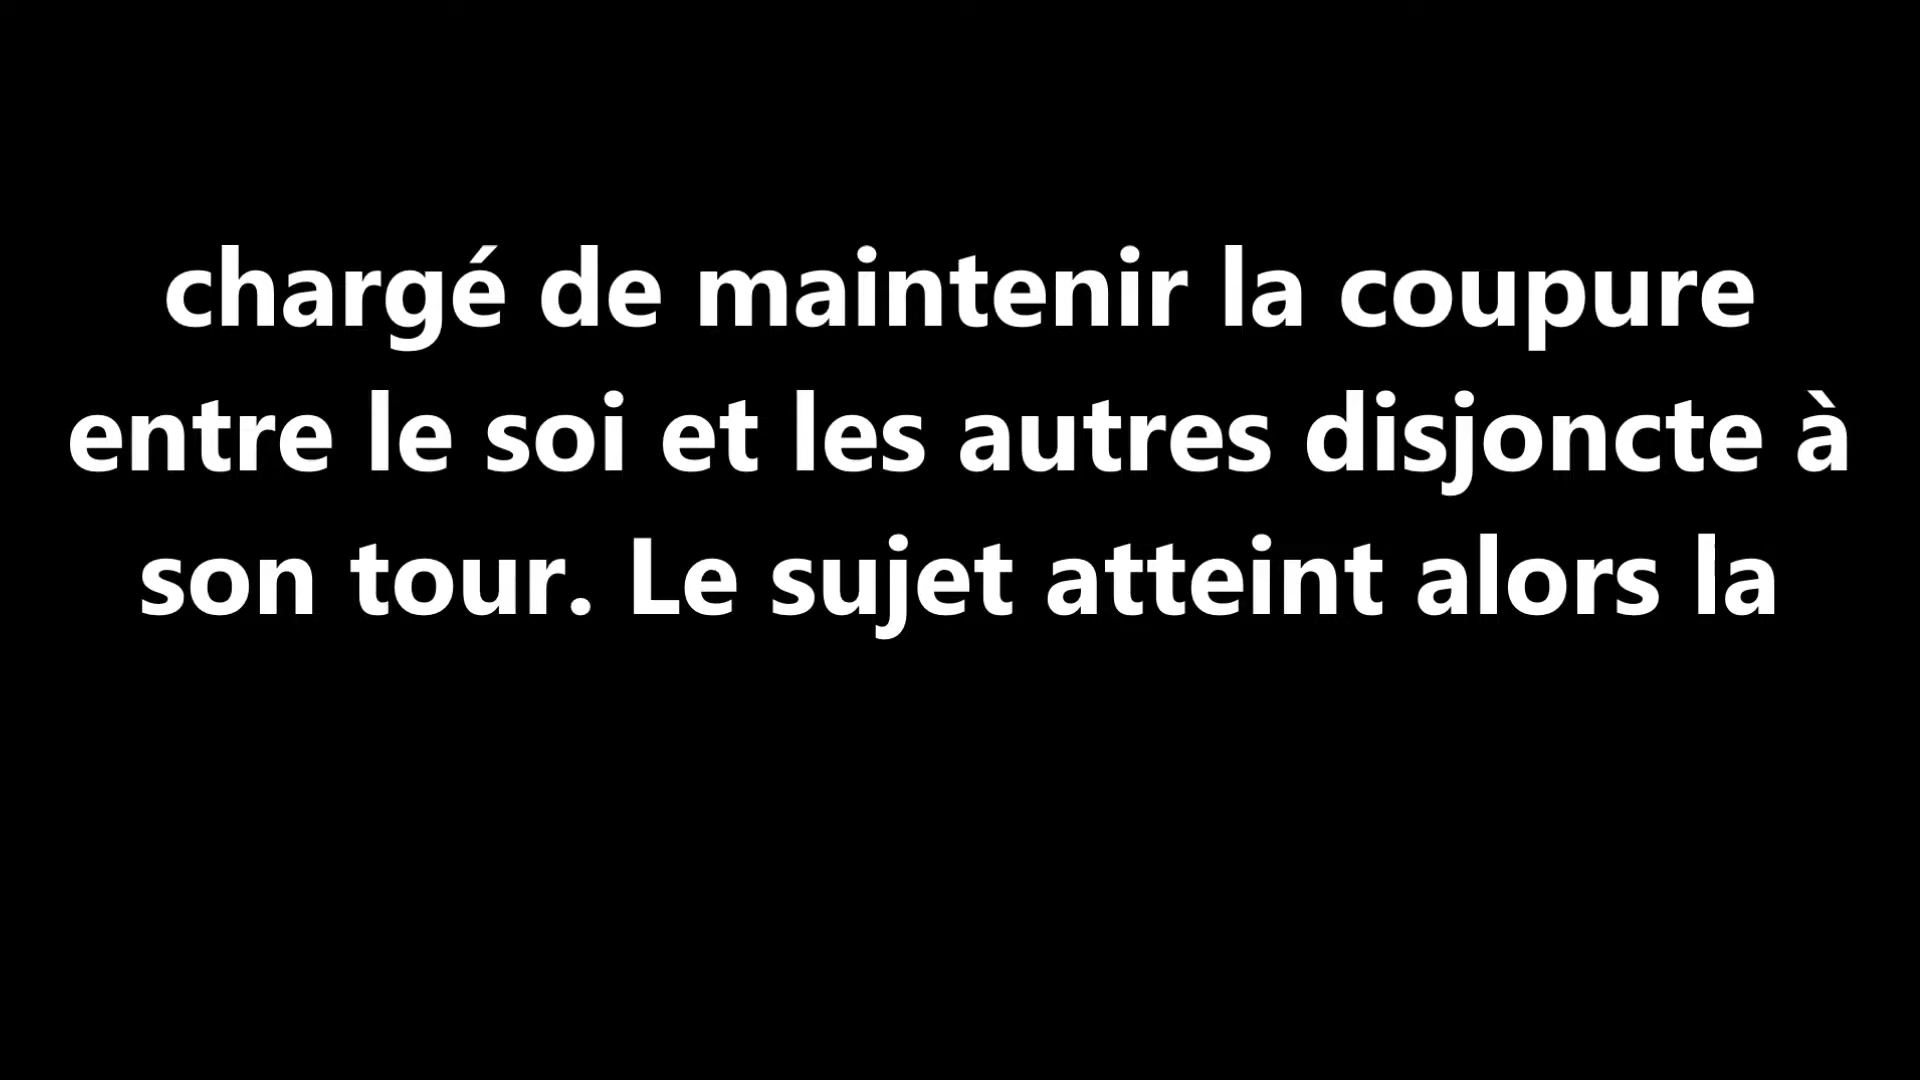 chargé de maintenir la coupure
entre le soi et les autres disjoncte à
son tour. Le sujet atteint alors la